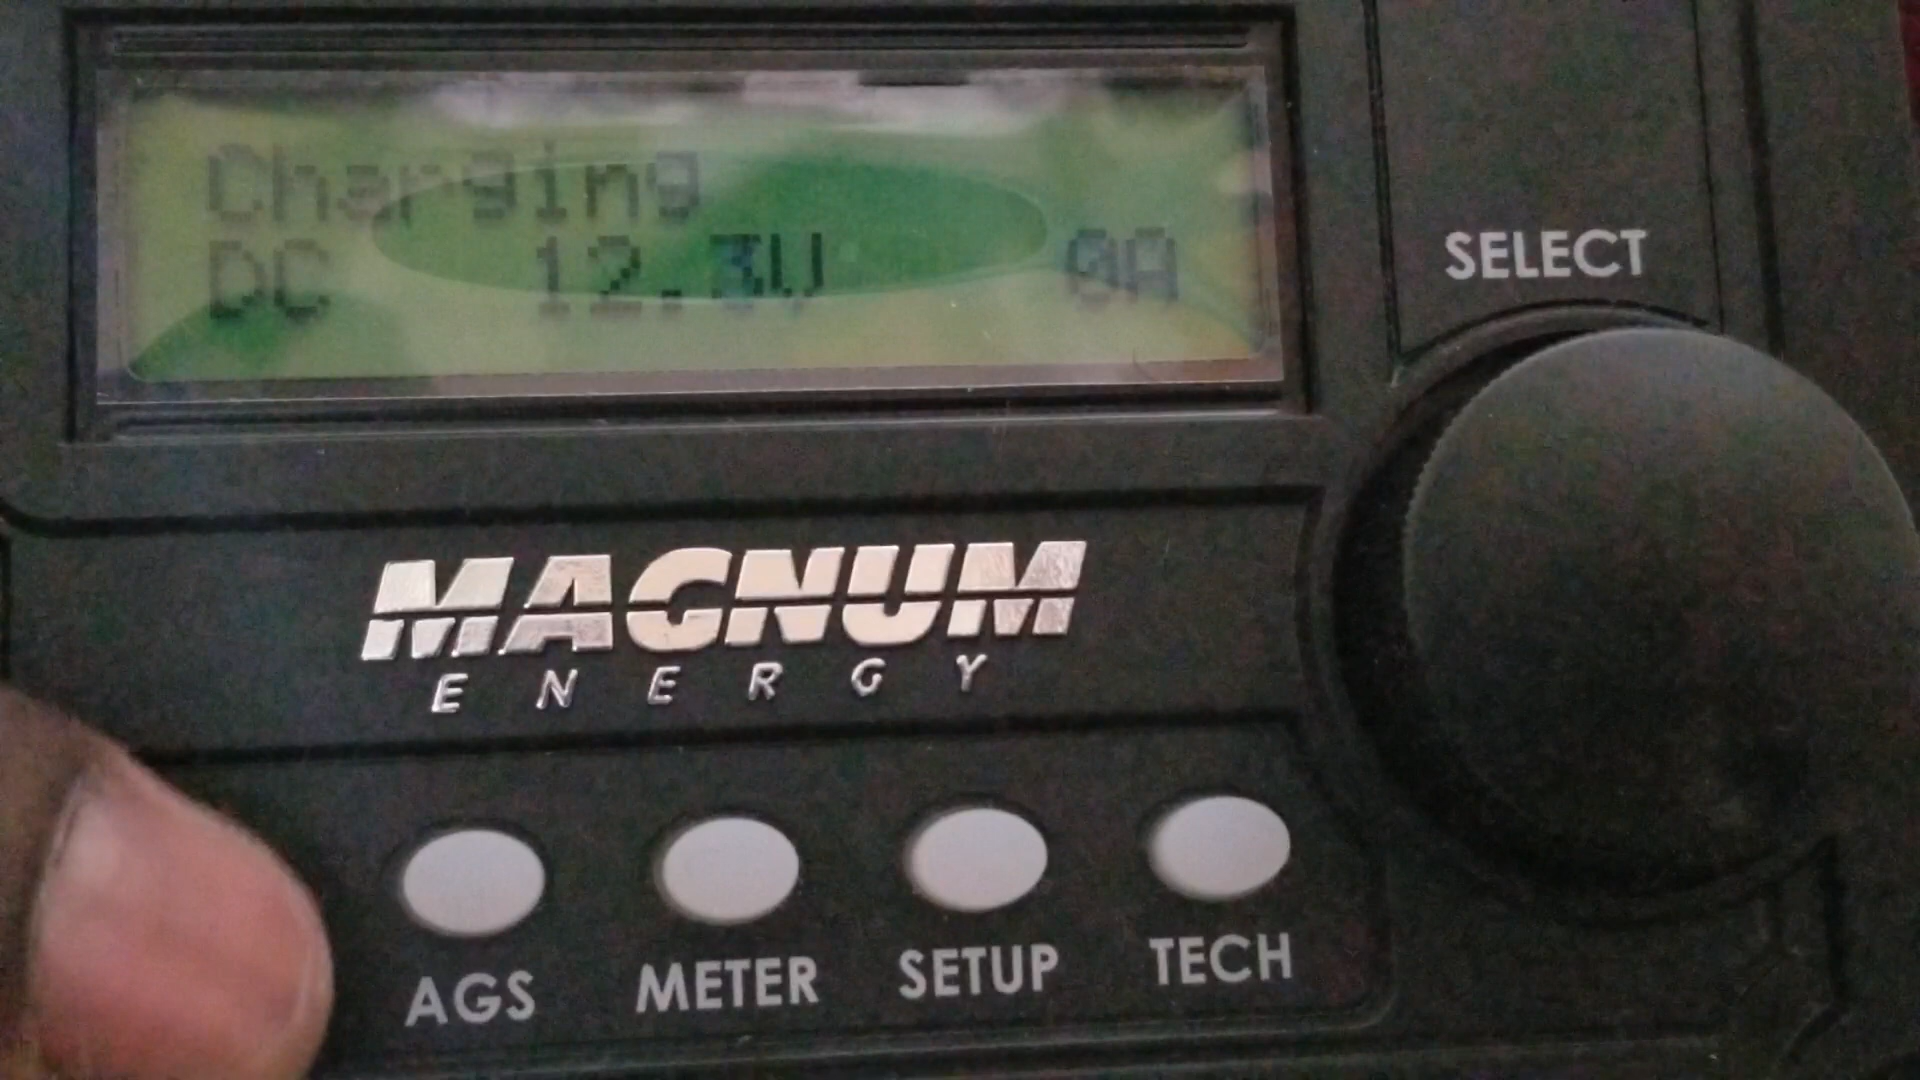 Charging
DC 12.3V 0A
SELECT
MAGNUM
ENERGY
AGS METER SETUP TECH